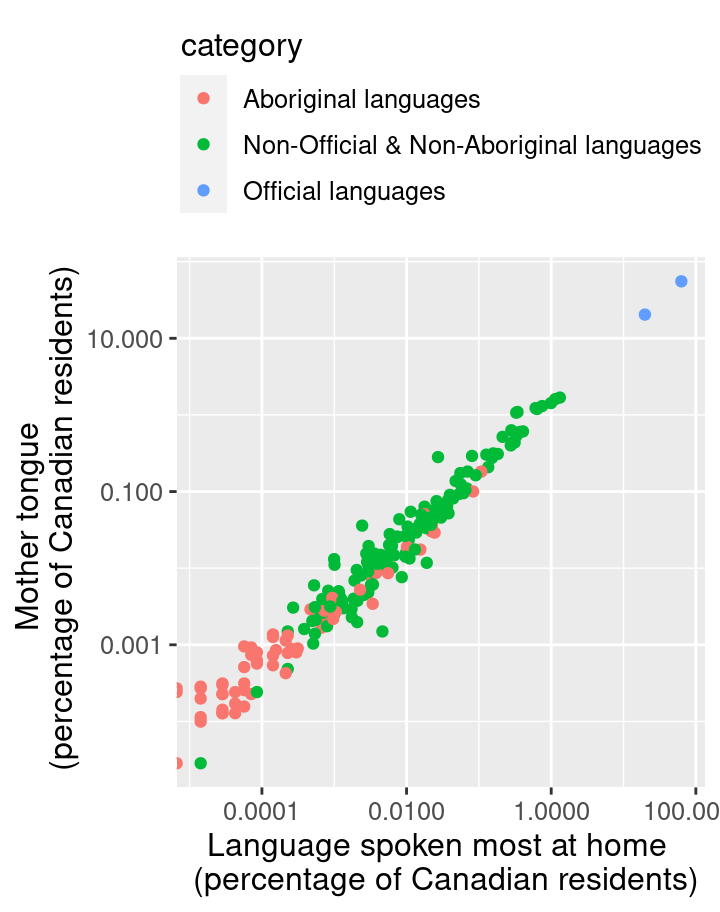 category
Aboriginal languages
Non-Official & Non-Aboriginal languages
Official languages
Mother tongue
(percentage of Canadian residents)
10.000
0.100
0.001
0.0001 0.0100 1.0000 100.00
Language spoken most at home
(percentage of Canadian residents)